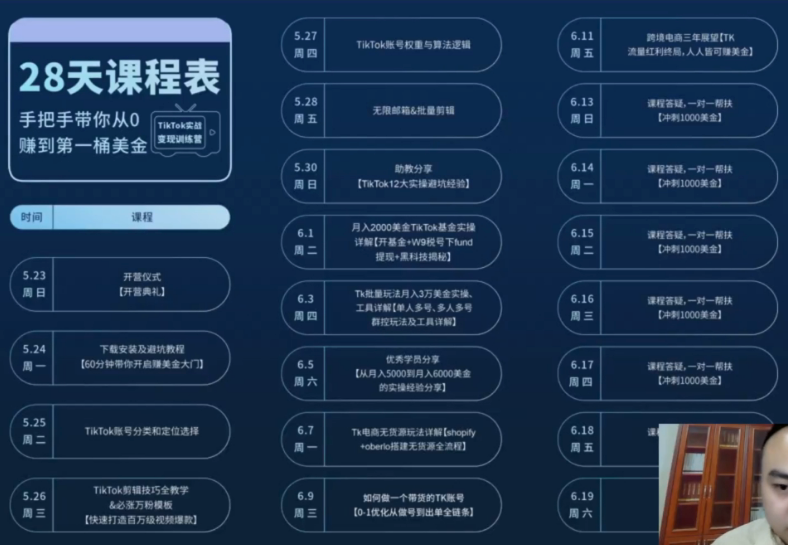 28天课程表
手把手带你从0
赚到第一桶美金
TikTok实战
变现训练营
时间 课程
5.23
周日
开营仪式
【开营典礼】
5.24
周一
下载安装及避坑教程
【60分钟带你开启赚美金大门】
5.25
周二
TikTok账号分类和定位选择
5.26
周三
TikTok剪辑技巧全教学
&必涨万粉模板
【快速打造百万级视频爆款】
5.27
周四
TikTok账号权重与算法逻辑
5.28
周五
无限邮箱&批量剪辑
5.30
周日
助教分享
【TikTok12大实操避坑经验】
6.1
周二
月入2000美金TikTok基金实操
详解【开基金+W9税号下fund
提现+黑科技揭秘】
6.3
周四
Tk批量玩法月入3万美金实操、
工具详解【单人多号、多人多号
群控玩法及工具详解】
6.5
周六
优秀学员分享
【从月入5000到月入6000美金
的实操经验分享】
6.7
周一
Tk电商无货源玩法详解【shopify
+oberlo搭建无货源全流程】
6.9
周三
如何做一个带货的TK账号
【0-1优化从做号到出单全链条】
6.11
周五
跨境电商三年展望【TK
流量红利终局,人人皆可赚美金】
6.13
周日
课程答疑,一对一帮扶
【冲刺1000美金】
6.14
周一
课程答疑,一对一帮扶
【冲刺1000美金】
6.15
周二
课程答疑,一对一帮扶
【冲刺1000美金】
6.16
周三
课程答疑,一对一帮扶
【冲刺1000美金】
6.17
周四
课程答疑,一对一帮扶
【冲刺1000美金】
6.18
周五
6.19
周六